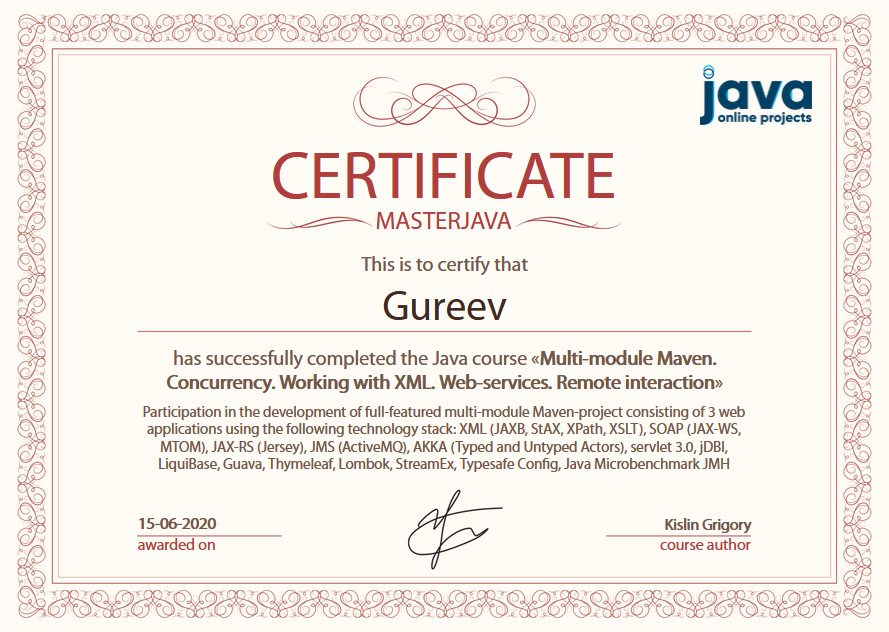 java
online projects
CERTIFICATE
MASTERJAVA
This is to certify that
Gureev
has successfully completed the Java course «Multi-module Maven.
Concurrency. Working with XML. Web-services. Remote interaction»
Participation in the development of full-featured multi-module Maven-project consisting of 3 web
applications using the following technology stack: XML (JAXB, StAX, XPath, XSLT), SOAP (JAX-WS,
MTOM), JAX-RS (Jersey), JMS (ActiveMQ), AKKA (Typed and Untyped Actors), servlet 3.0, jDBI,
LiquiBase, Guava, Thymeleaf, Lombok, StreamEx, Typesafe Config, Java Microbenchmark JMH
15-06-2020
awarded on
Kislin Grigory
course author